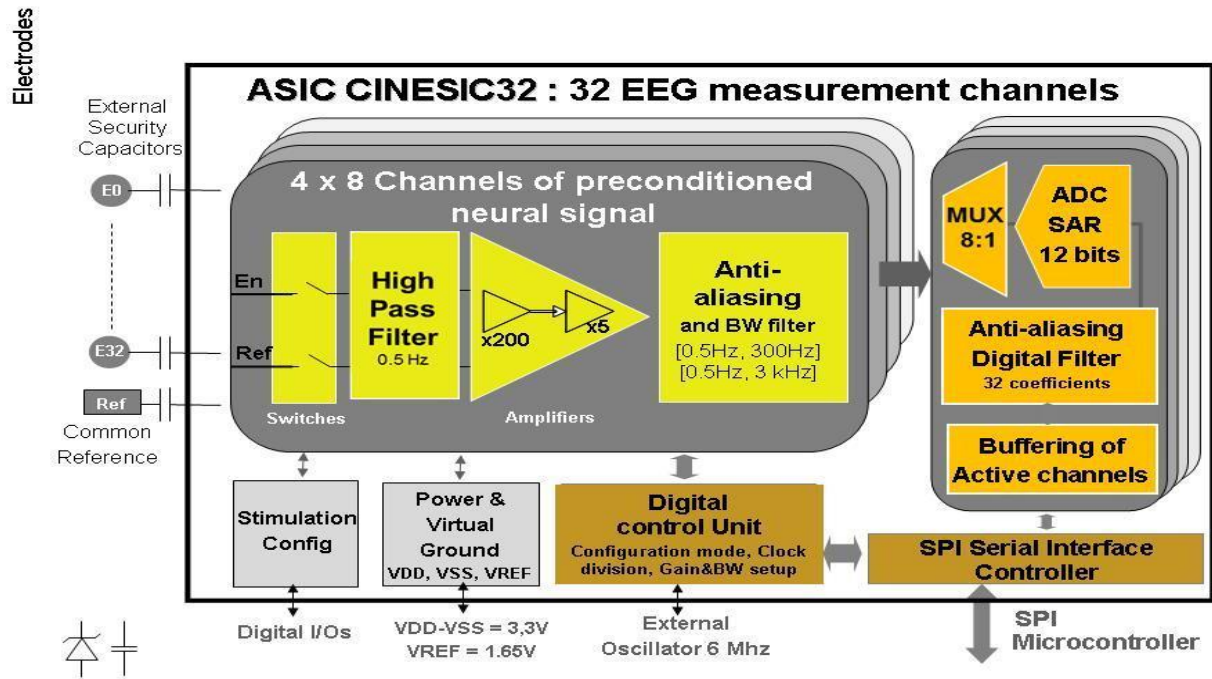 Electrodes
ASIC CINESIC32 : 32 EEG measurement channels
External
Security
Capacitors
E0
E32
Ref
Common
Reference
4 x 8 Channels of preconditioned
neural signal
En
Ref
Switches
High
Pass
Filter
0.5 Hz
x200
x5
Amplifiers
Anti-
aliasing
and BW filter
[0.5Hz, 300Hz]
[0.5Hz, 3 kHz]
MUX
8:1
ADC
SAR
12 bits
Anti-aliasing
Digital Filter
32 coefficients
Buffering of
Active channels
Stimulation
Config
Power &
Virtual
Ground
VDD, VSS, VREF
Digital
control Unit
Configuration mode, Clock
division, Gain&BW setup
SPI Serial Interface
Controller
Digital I/Os
VDD-VSS = 3,3V
VREF = 1.65V
External
Oscillator 6 Mhz
SPI
Microcontroller